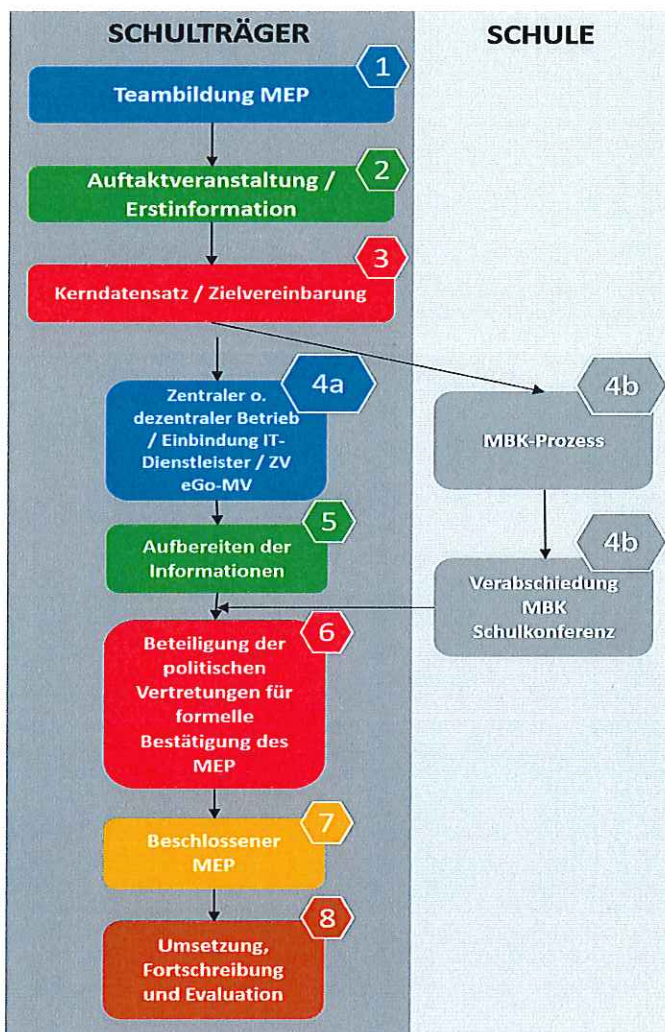 SCHULTRÄGER
SCHULE
1
Teambildung MEP
2
Auftaktveranstaltung /
Erstinformation
3
Kerndatensatz / Zielvereinbarung
4a
Zentraler o.
dezentraler Betrieb
/ Einbindung IT-
Dienstleister / ZV
eGo-MV
4b
MBK-Prozess
5
Aufbereiten der
Informationen
4b
Verabschiedung
MBK
Schulkonferenz
6
Beteiligung der
politischen
Vertretungen für
formelle
Bestätigung des
MEP
7
Beschlossener
MEP
8
Umsetzung,
Fortschreibung
und Evaluation